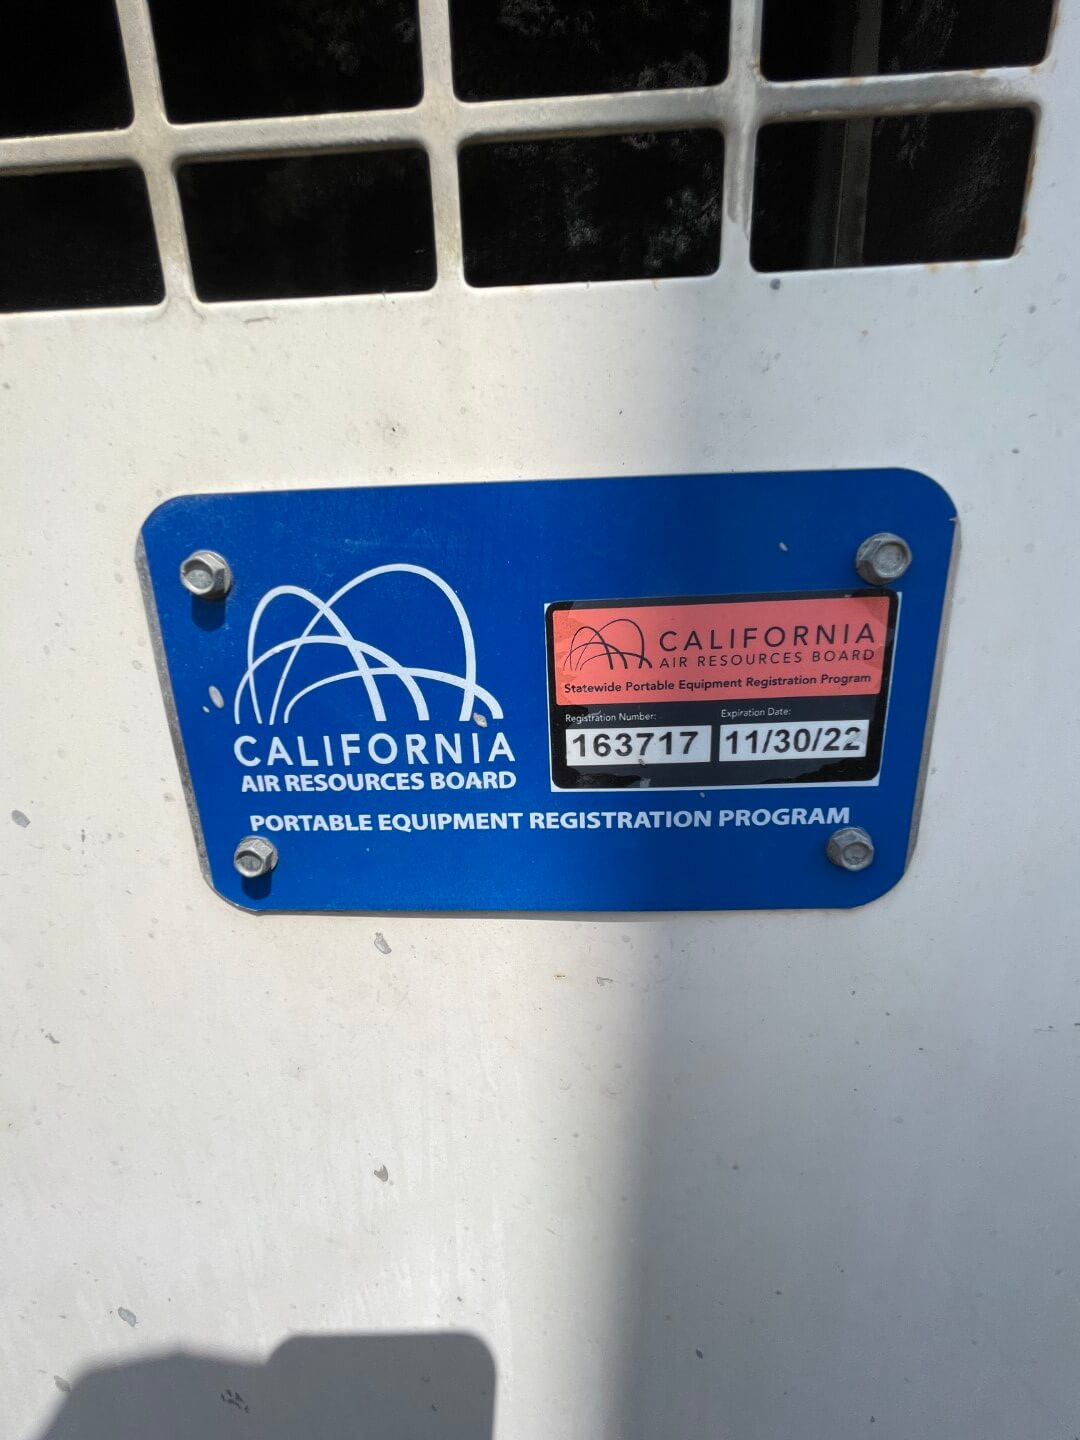 CALIFORNIA
AIR RESOURCES BOARD
PORTABLE EQUIPMENT REGISTRATION PROGRAM
CALIFORNIA
AIR RESOURCES BOARD
Statewide Portable Equipment Registration Program
Registration Number: Expiration Date:
163717 11/30/22